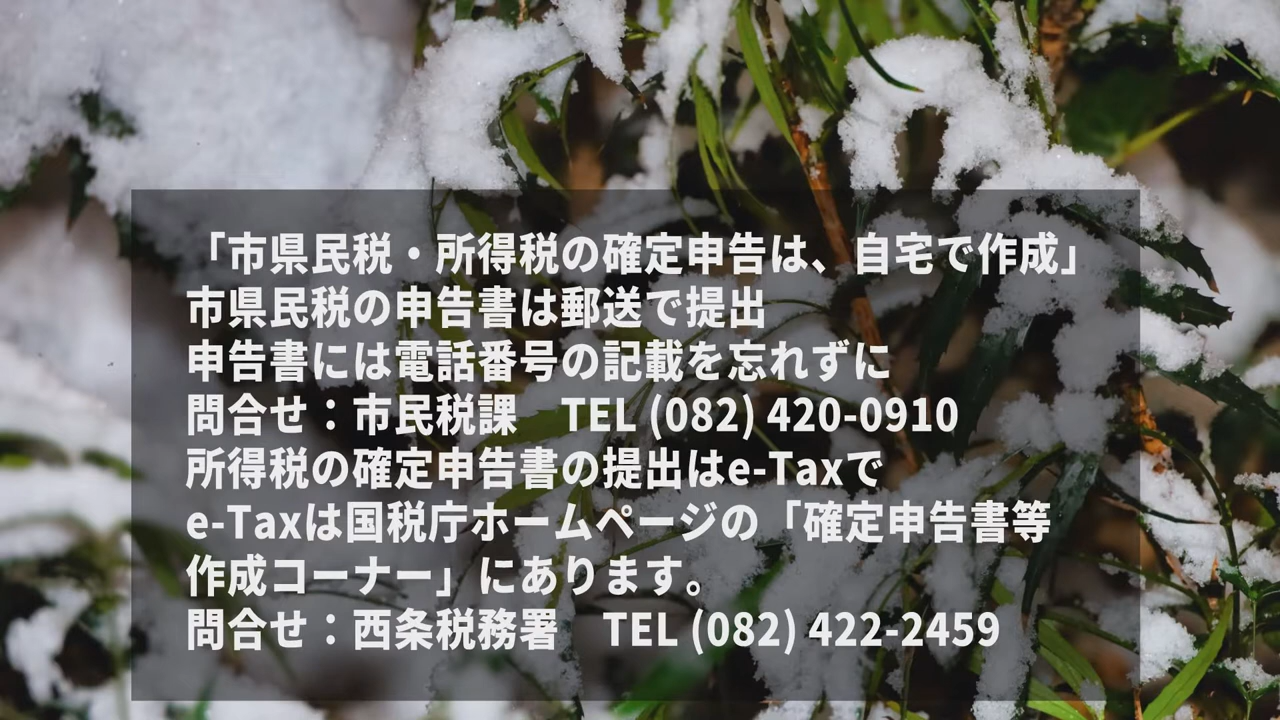 「市県民税・所得税の確定申告は、自宅で作成」
市県民税の申告書は郵送で提出
申告書には電話番号の記載を忘れずに
問合せ：市民税課　TEL (082) 420-0910
所得税の確定申告書の提出はe-Taxで
e-Taxは国税庁ホームページの「確定申告書等
作成コーナー」にあります。
問合せ：西条税務署　TEL (082) 422-2459